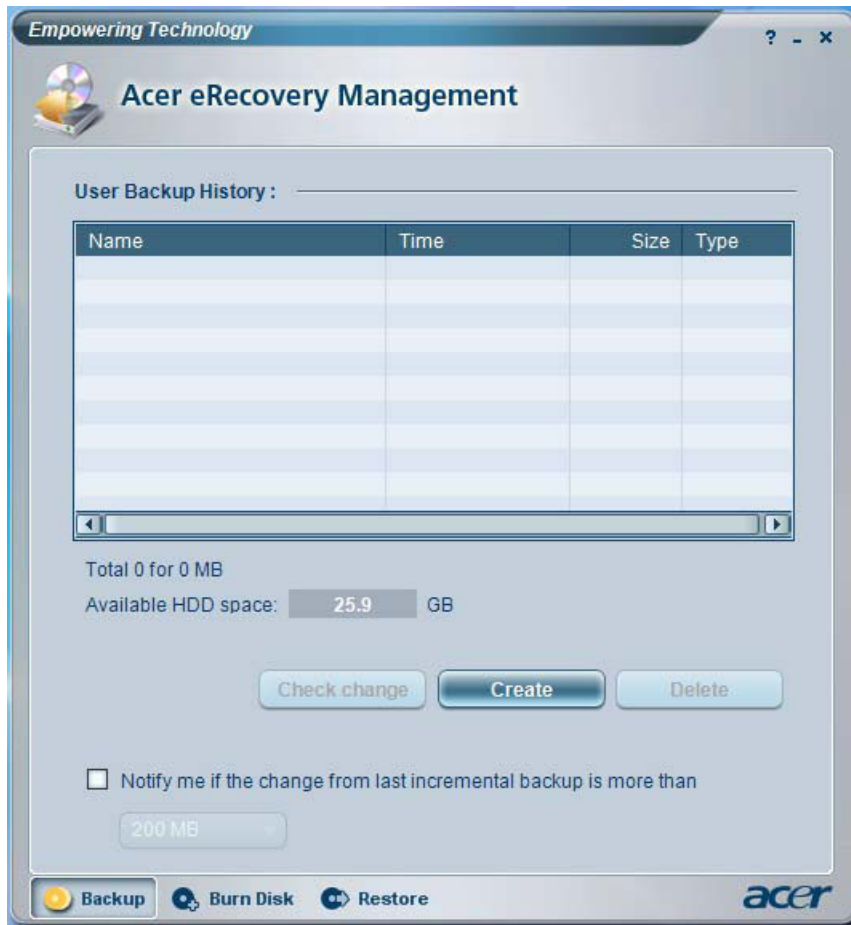 Empowering Technology
? - ×
Acer eRecovery Management
User Backup History :
Name Time Size Type
Total 0 for 0 MB
Available HDD space: 25.9 GB
Check change Create Delete
Notify me if the change from last incremental backup is more than
200 MB
Backup Burn Disk Restore acer